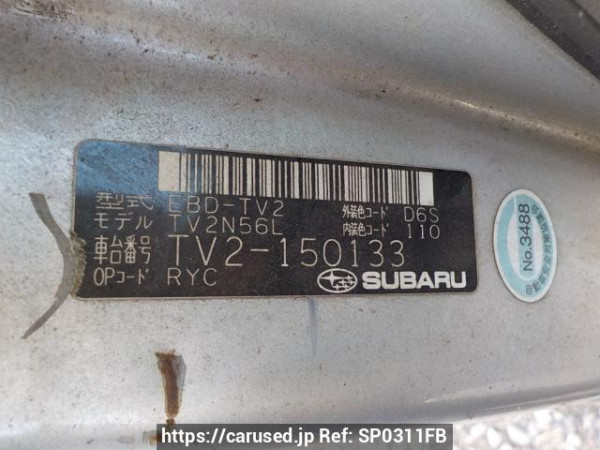 型式 EBD-TV2 外装色コード D6S
モデル TV2N56L 内装色コード 110
車台番号 TV2-150133
OPコード RYC SUBARU
No.3488
https://carused.jp Ref: SP0311FB